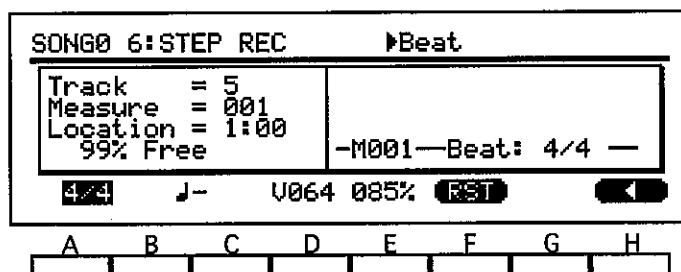 SONG0 6:STEP REC ▶Beat
Track = 5
Measure = 001
Location = 1:00
99% Free
-M001—Beat: 4/4 —
4/4 ♩- V064 085% RST ◀
A B C D E F G H